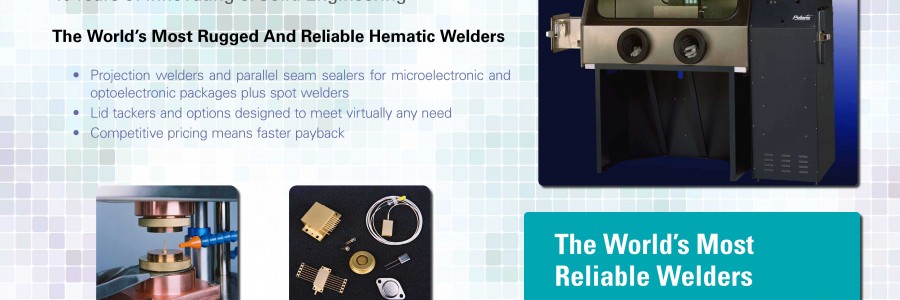 The World's Most Rugged And Reliable Hematic Welders
• Projection welders and parallel seam sealers for microelectronic and
optoelectronic packages plus spot welders
• Lid tackers and options designed to meet virtually any need
• Competitive pricing means faster payback
The World's Most
Reliable Welders